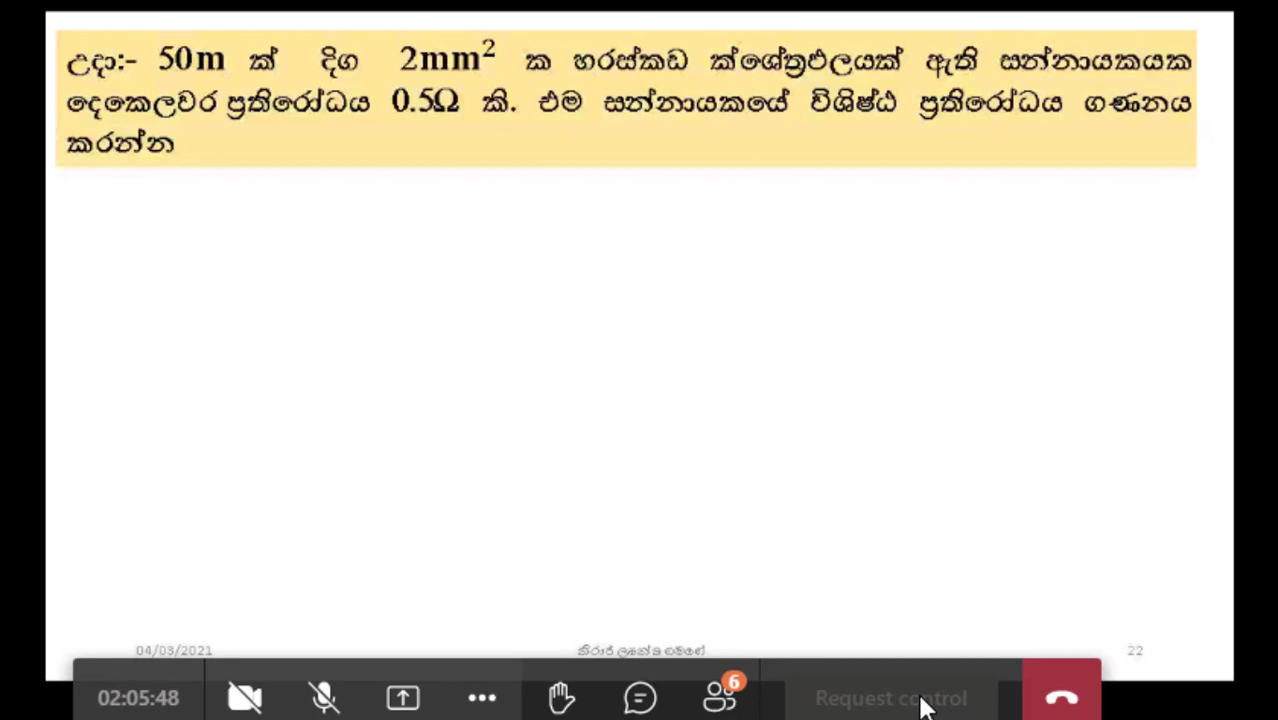 උදා:- 50m ක් දිග 2mm² ක හරස්කඩ ක්ශේත්‍රඵලයක් ඇති සන්නායකයක
දෙකෙලවර ප්‍රතිරෝධය 0.5Ω කි. එම සන්නායකයේ විශිෂ්ඨ ප්‍රතිරෝධය ගණනය
කරන්න
04/03/2021 22
02:05:48 6 Request control